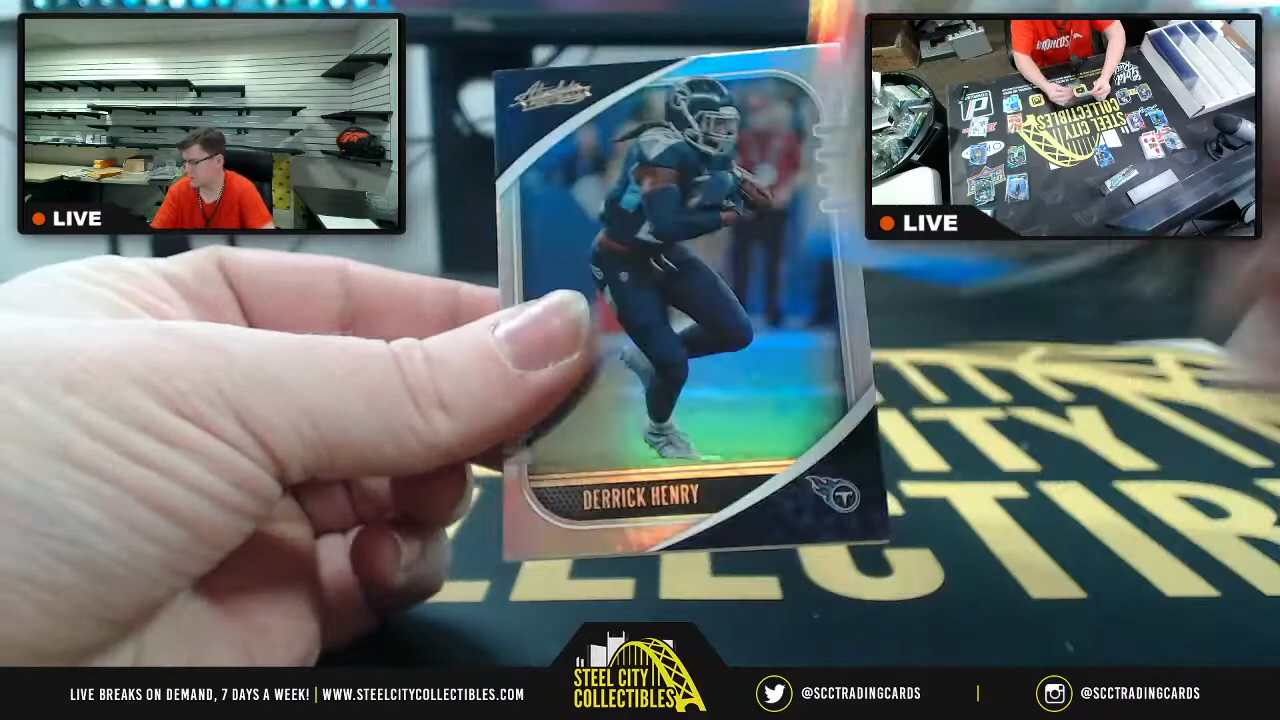 LIVE
BRONCOS
STEEL CITY
COLLECTIBLES
LIVE
Absolute
DERRICK HENRY
T
LIVE BREAKS ON DEMAND, 7 DAYS A WEEK! | WWW.STEELCITYCOLLECTIBLES.COM
STEEL CITY
COLLECTIBLES
@SCCTRADINGCARDS
@SCCTRADINGCARDS